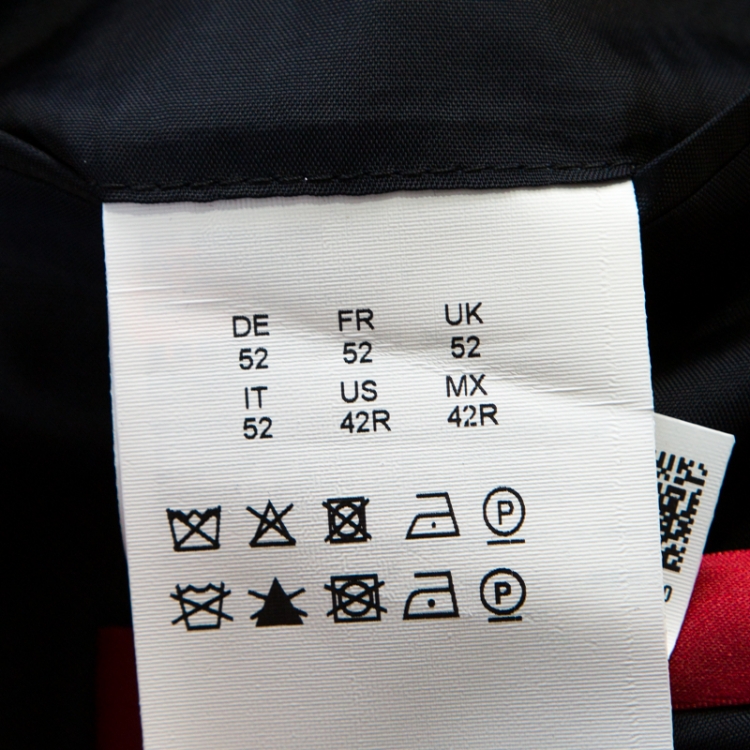 DE FR UK
52 52 52
IT US MX
52 42R 42R
P
P